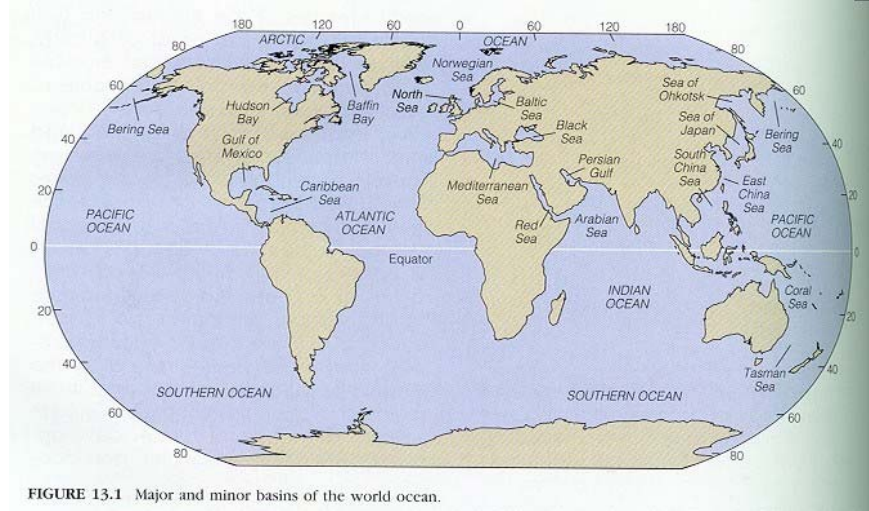 180
120
60
0
60
120
180
ARCTIC
OCEAN
80
80
Norwegian
Sea
60
60
Hudson
Bay
Baffin
Bay
North
Sea
Baltic
Sea
Sea of
Ohkotsk
Bering Sea
Bering
Sea
Black
Sea
Sea of
Japan
40
40
Gulf of
Mexico
Mediterranean
Sea
Persian
Gulf
South
China
Sea
East
China
Sea
20
20
Caribbean
Sea
PACIFIC
OCEAN
ATLANTIC
OCEAN
Red
Sea
Arabian
Sea
PACIFIC
OCEAN
0
0
Equator
INDIAN
OCEAN
Coral
Sea
20
20
40
40
Tasman
Sea
SOUTHERN OCEAN
SOUTHERN OCEAN
60
60
80
80
FIGURE 13.1 Major and minor basins of the world ocean.